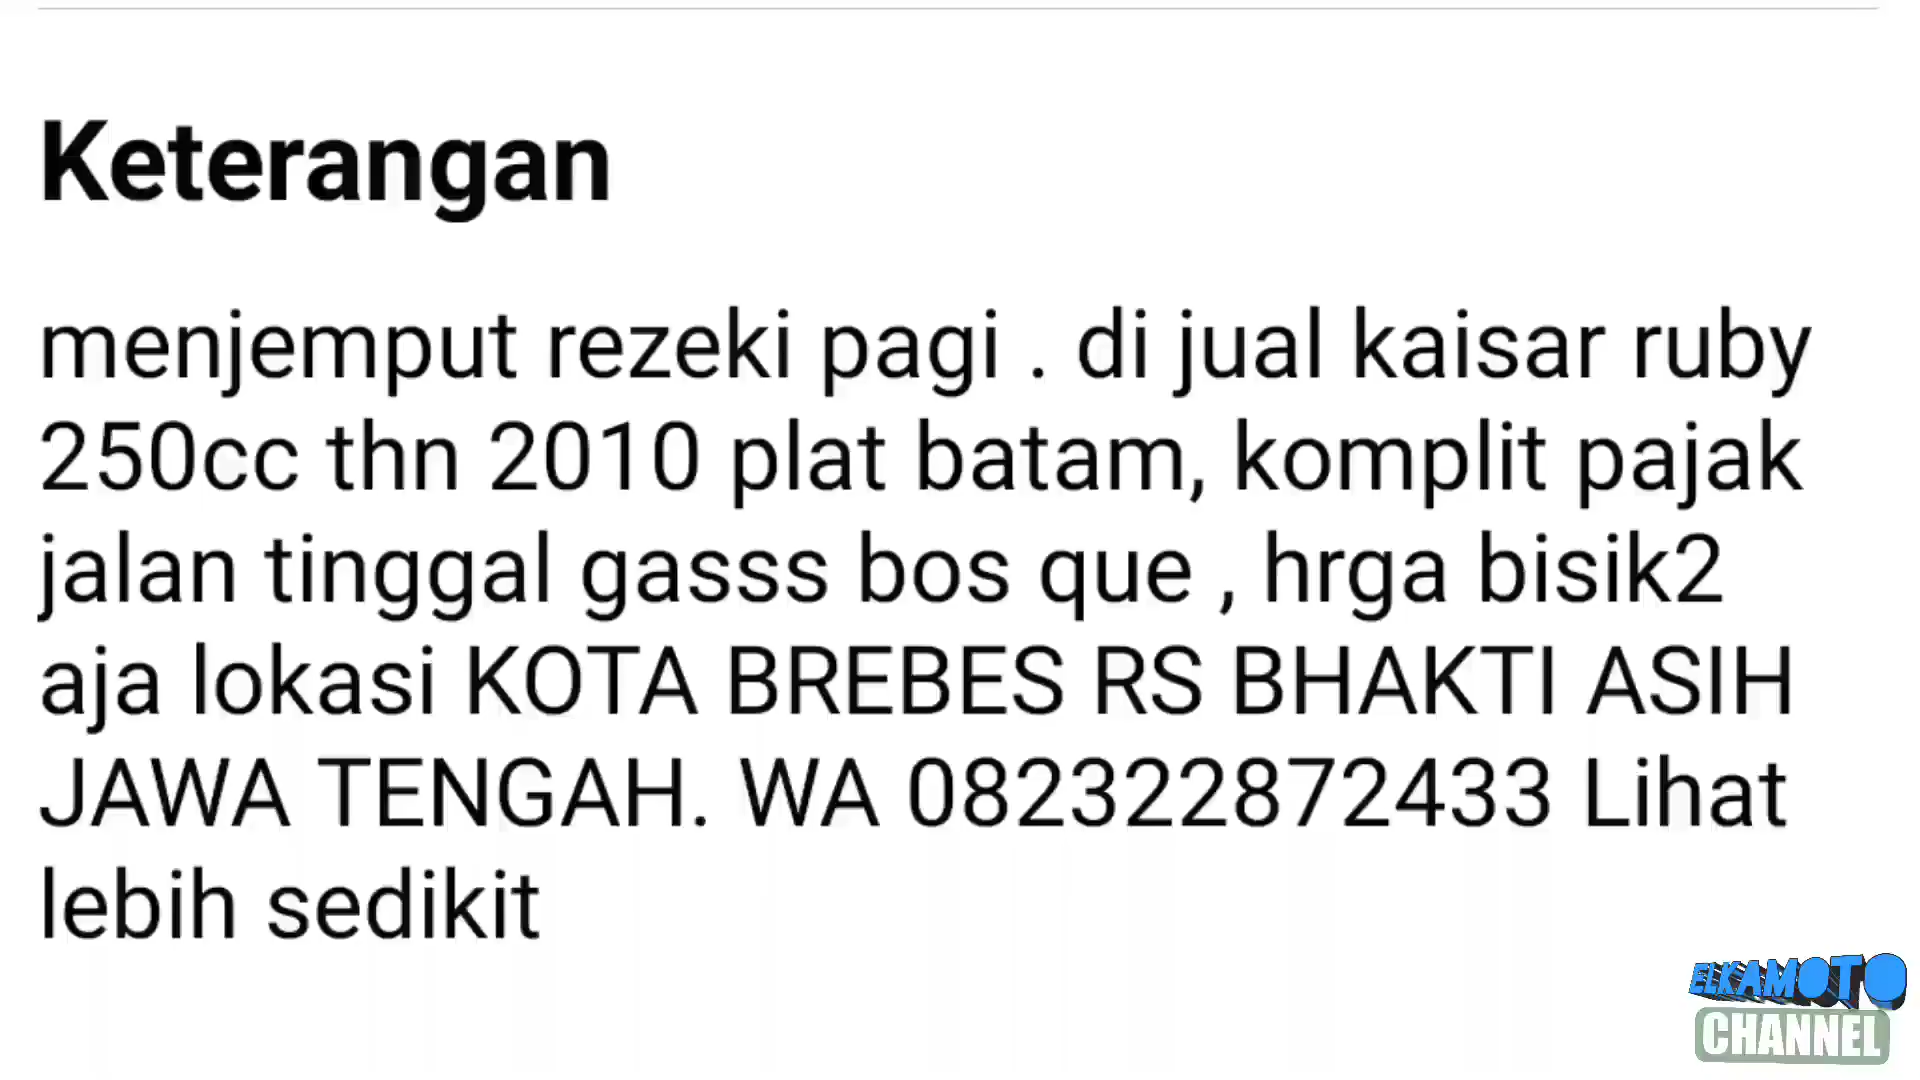 Keterangan
menjemput rezeki pagi . di jual kaisar ruby
250cc thn 2010 plat batam, komplit pajak
jalan tinggal gasss bos que , hrga bisik2
aja lokasi KOTA BREBES RS BHAKTI ASIH
JAWA TENGAH. WA 082322872433 Lihat
lebih sedikit
ELKAMOTO
CHANNEL